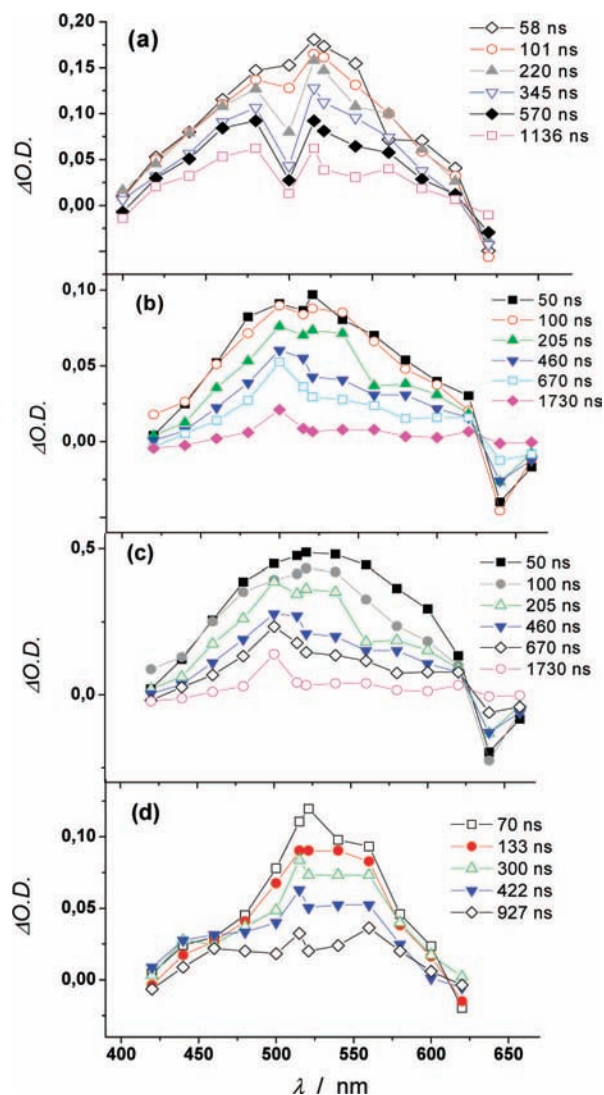 (a)
0,20
0,15
0,10
0,05
0,00
ΔO.D.
58 ns
101 ns
220 ns
345 ns
570 ns
1136 ns
(b)
0,10
0,05
0,00
ΔO.D.
50 ns
100 ns
205 ns
460 ns
670 ns
1730 ns
(c)
0,5
0,0
ΔO.D.
50 ns
100 ns
205 ns
460 ns
670 ns
1730 ns
(d)
0,10
0,05
0,00
ΔO.D.
70 ns
133 ns
300 ns
422 ns
927 ns
400 450 500 550 600 650
λ / nm